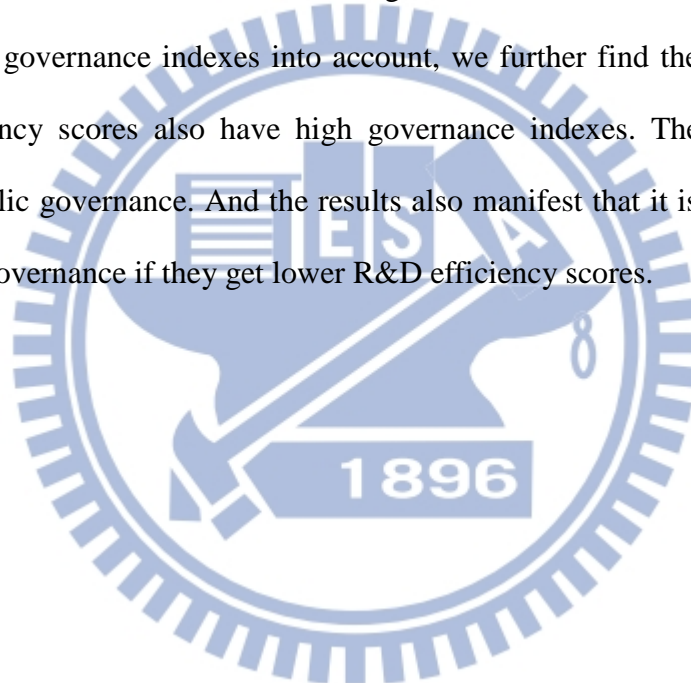 governance indexes into account, we further find the
ncy scores also have high governance indexes. The
lic governance. And the results also manifest that it is
overnance if they get lower R&D efficiency scores.
E S A
8
1896